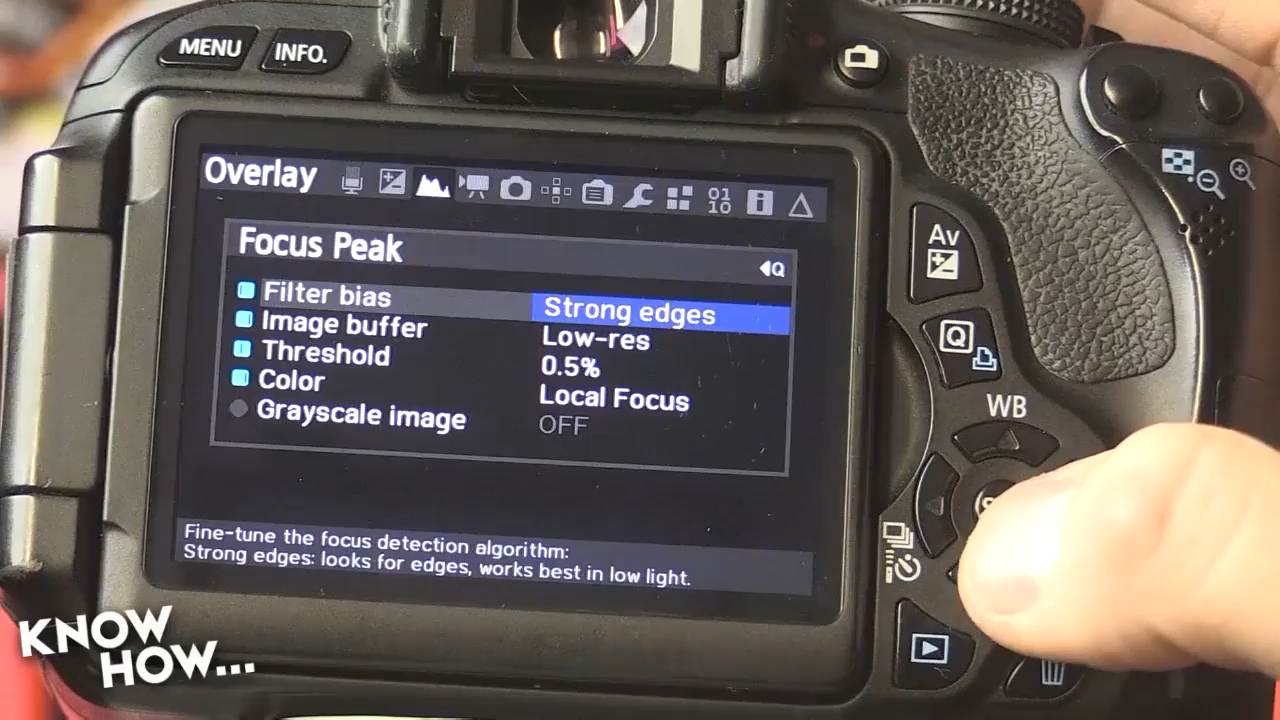 MENU
INFO.
Overlay
01
10
Focus Peak
Q
Filter bias Strong edges
Image buffer Low-res
Threshold 0.5%
Color Local Focus
Grayscale image OFF
Fine-tune the focus detection algorithm:
Strong edges: looks for edges, works best in low light.
Av
Q
WB
KNOW
HOW...